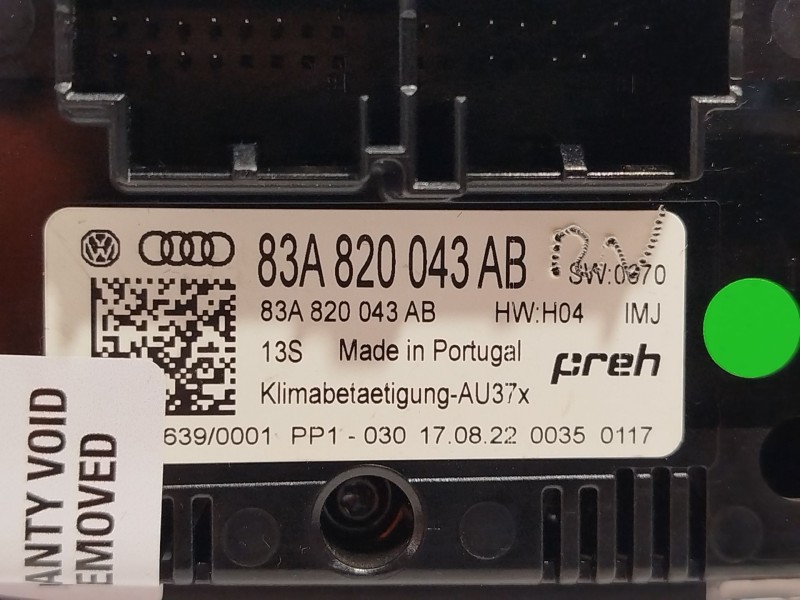 83A 820 043 AB
SW:0070
83A 820 043 AB HW:H04 IMJ
13S Made in Portugal preh
Klimabetaetigung-AU37x
639/0001 PP1 - 030 17.08.22 0035 0117
ANTY VOID
EMOVED